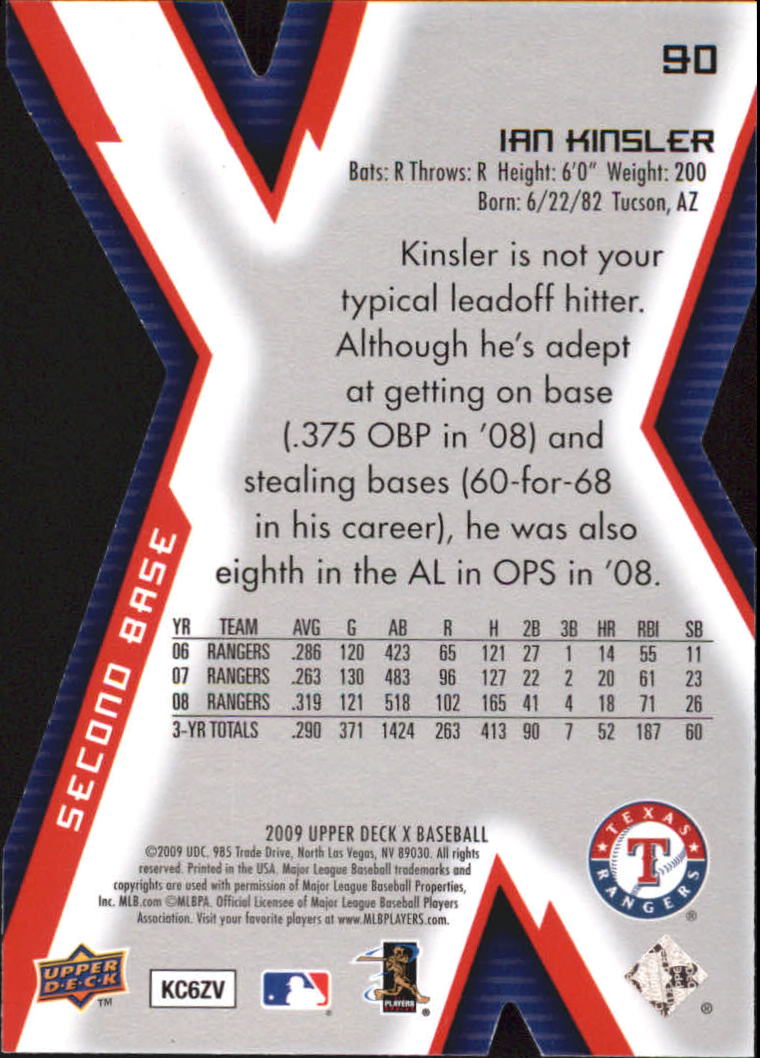 90
IAN KINSLER
Bats: R Throws: R Height: 6'0" Weight: 200
Born: 6/22/82 Tucson, AZ
Kinsler is not your
typical leadoff hitter.
Although he's adept
at getting on base
(.375 OBP in '08) and
stealing bases (60-for-68
in his career), he was also
eighth in the AL in OPS in '08.
SECOND BASE
YR TEAM AVG G AB R H 2B 3B HR RBI SB
06 RANGERS .286 120 423 65 121 27 1 14 55 11
07 RANGERS .263 130 483 96 127 22 2 20 61 23
08 RANGERS .319 121 518 102 165 41 4 18 71 26
3-YR TOTALS .290 371 1424 263 413 90 7 52 187 60
2009 UPPER DECK X BASEBALL
©2009 UDC. 985 Trade Drive, North Las Vegas, NV 89030. All rights
reserved. Printed in the USA. Major League Baseball trademarks and
copyrights are used with permission of Major League Baseball Properties,
Inc. MLB.com ©MLBPA. Official Licensee of Major League Baseball Players
Association. Visit your favorite players at www.MLBPLAYERS.com.
TEXAS
T
RANGERS
®
UPPER
D·E·C·K
TM
KC6ZV
®
PLAYERS
®
®